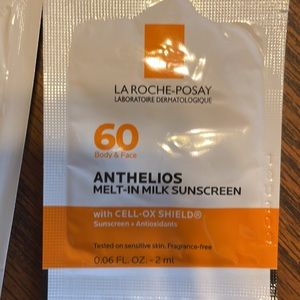 LA ROCHE-POSAY
LABORATOIRE DERMATOLOGIQUE
60
Body & Face
ANTHELIOS
MELT-IN MILK SUNSCREEN
with CELL-OX SHIELD®
Sunscreen + Antioxidants
Tested on sensitive skin. Fragrance-free
0.06 FL. OZ. - 2 ml